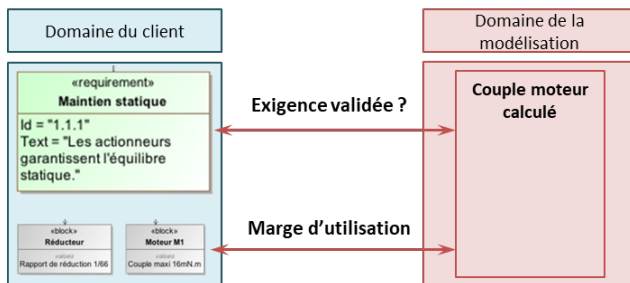 Domaine du client
Domaine de la
modélisation
«requirement»
Maintien statique
Id = "1.1.1"
Text = "Les actionneurs
garantissent l'équilibre
statique."
Exigence validée ?
Couple moteur
calculé
«block»
Réducteur
values
Rapport de réduction 1/66
«block»
Moteur M1
values
Couple maxi 16mN.m
Marge d'utilisation